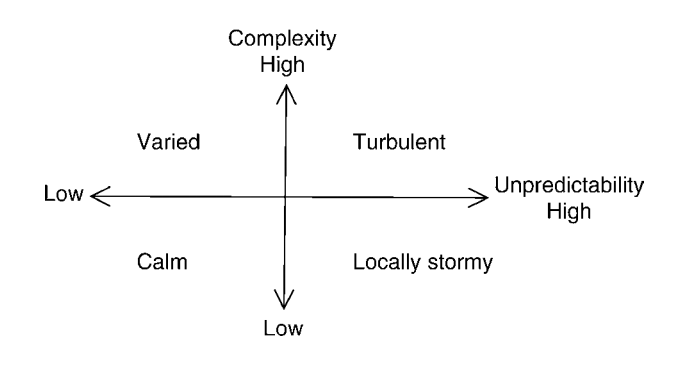 Complexity
High
Varied
Turbulent
Low
Unpredictability
High
Calm
Locally stormy
Low